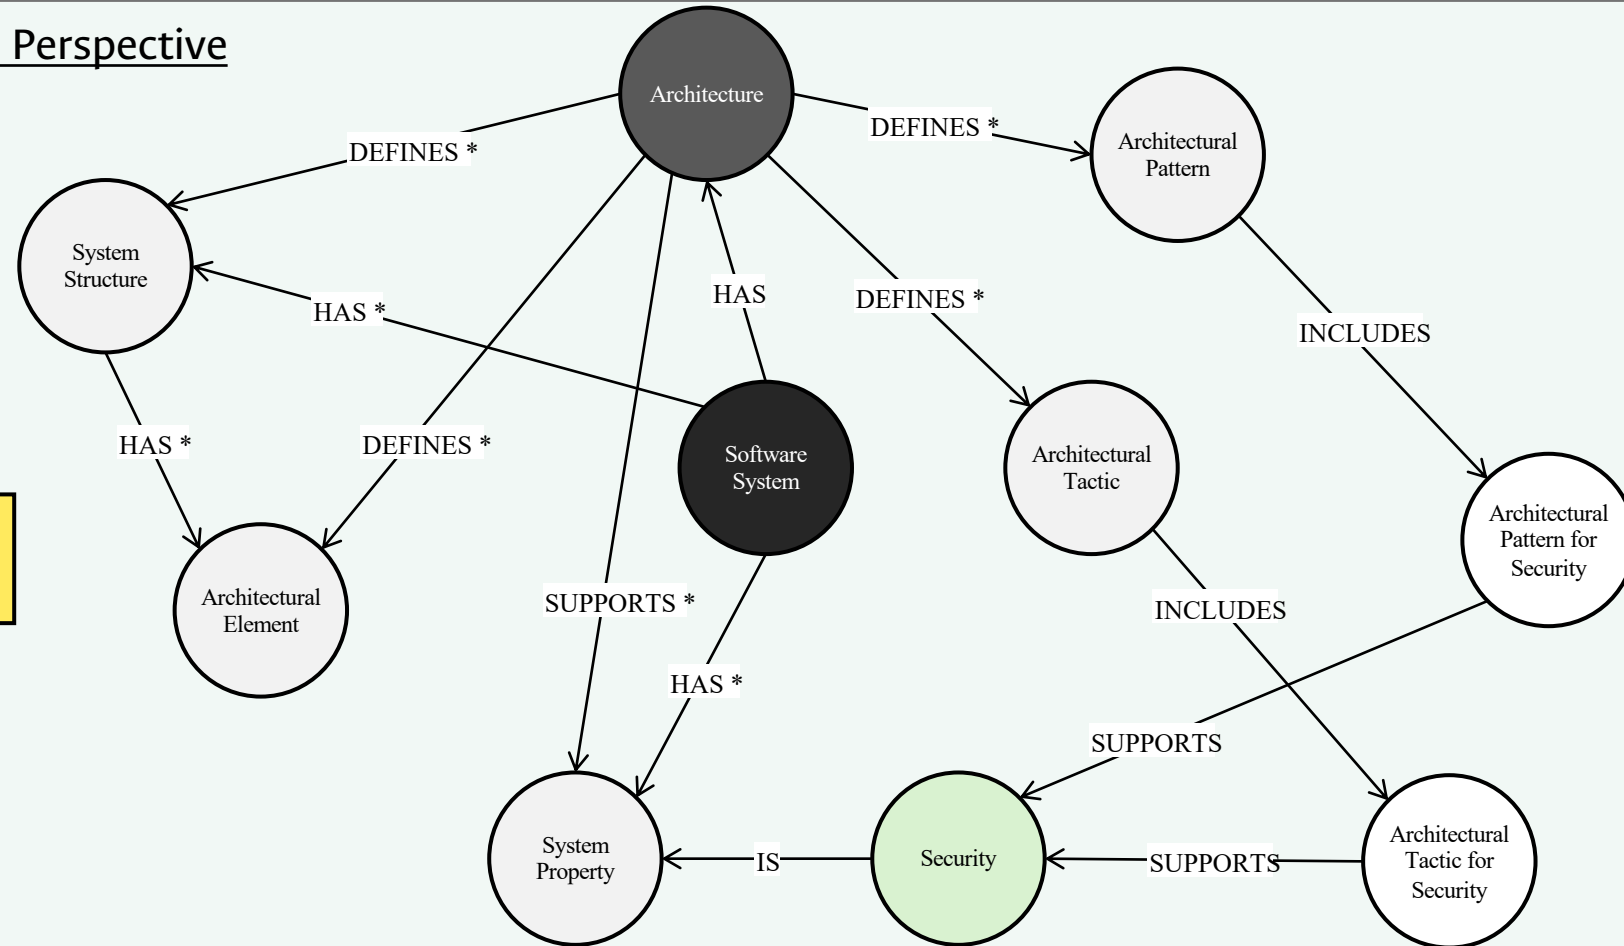 Perspective
Architecture
DEFINES *
Architectural
Pattern
DEFINES *
System
Structure
HAS *
HAS
DEFINES *
INCLUDES
HAS *
DEFINES *
Software
System
Architectural
Tactic
Architectural
Pattern for
Security
Architectural
Element
SUPPORTS *
INCLUDES
HAS *
SUPPORTS
System
Property
IS
Security
SUPPORTS
Architectural
Tactic for
Security